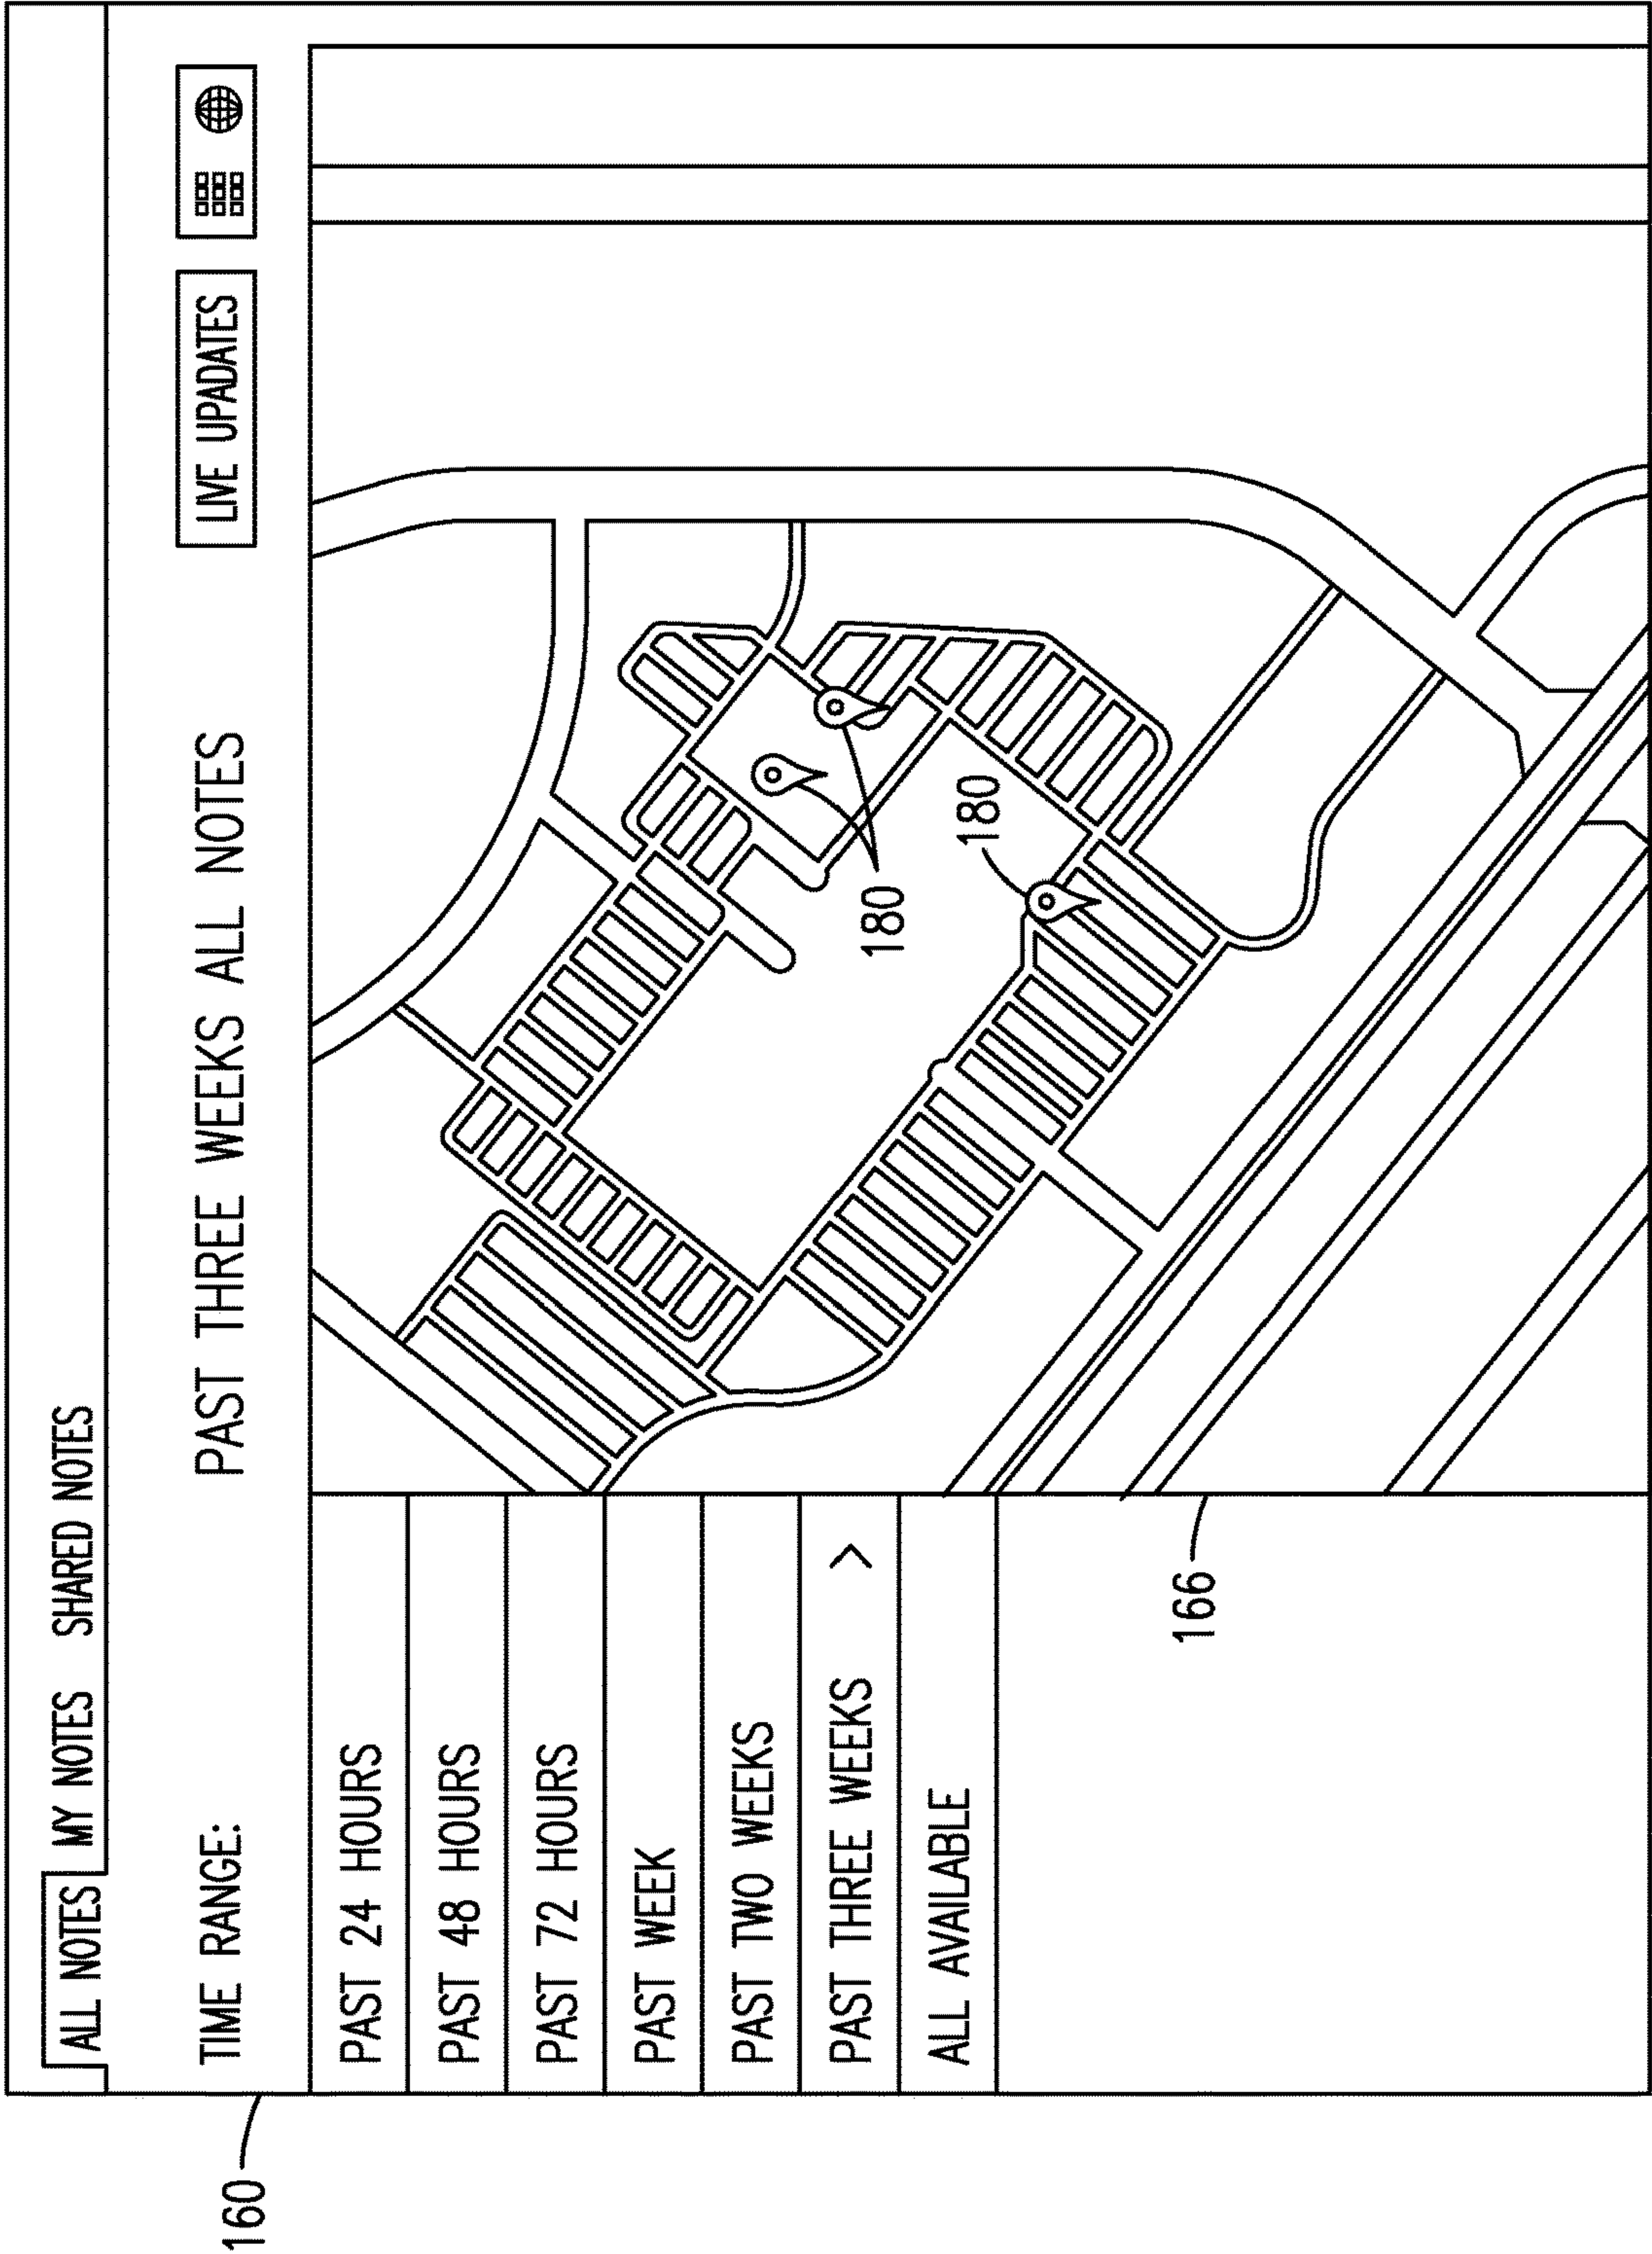 ALL NOTES MY NOTES SHARED NOTES
TIME RANGE: PAST THREE WEEKS ALL NOTES LIVE UPADATES
160
PAST 24 HOURS
PAST 48 HOURS
PAST 72 HOURS
PAST WEEK
PAST TWO WEEKS
PAST THREE WEEKS >
ALL AVAILABLE
180
180
166